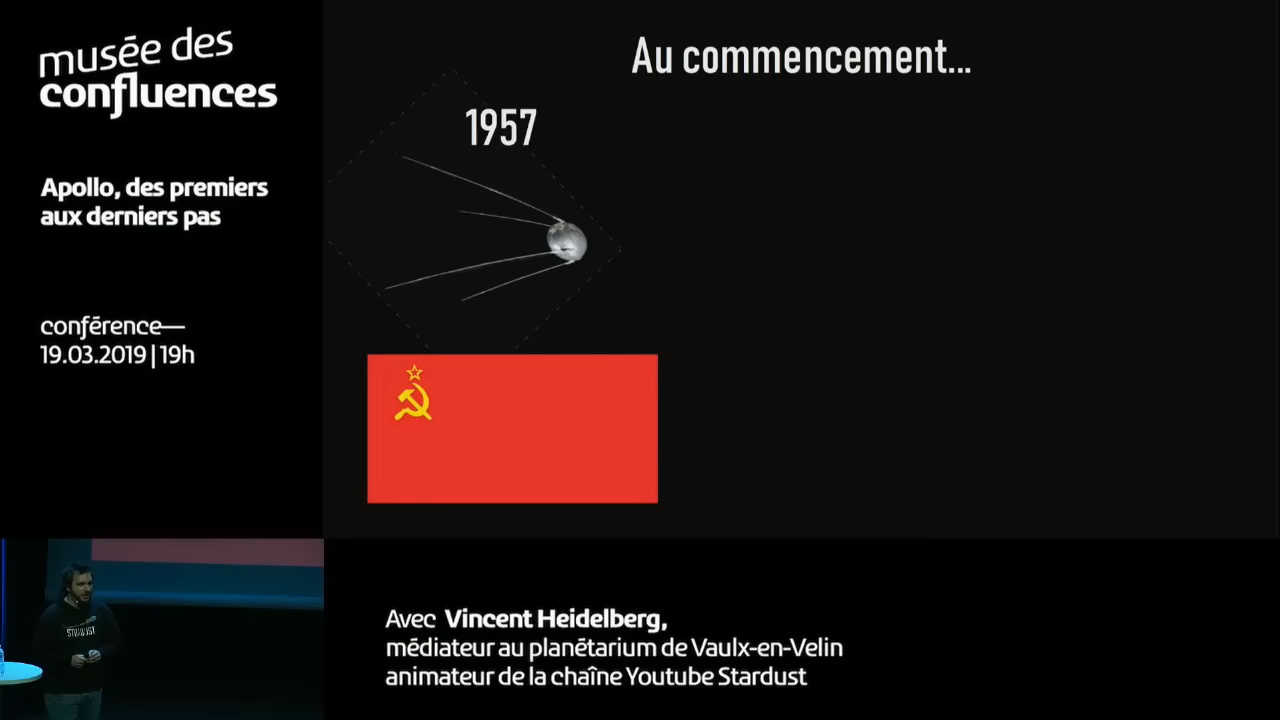 musée des
confluences
Apollo, des premiers
aux derniers pas
conférence—
19.03.2019 | 19h
Au commencement...
1957
STARDUST
Avec Vincent Heidelberg,
médiateur au planétarium de Vaulx-en-Velin
animateur de la chaîne Youtube Stardust